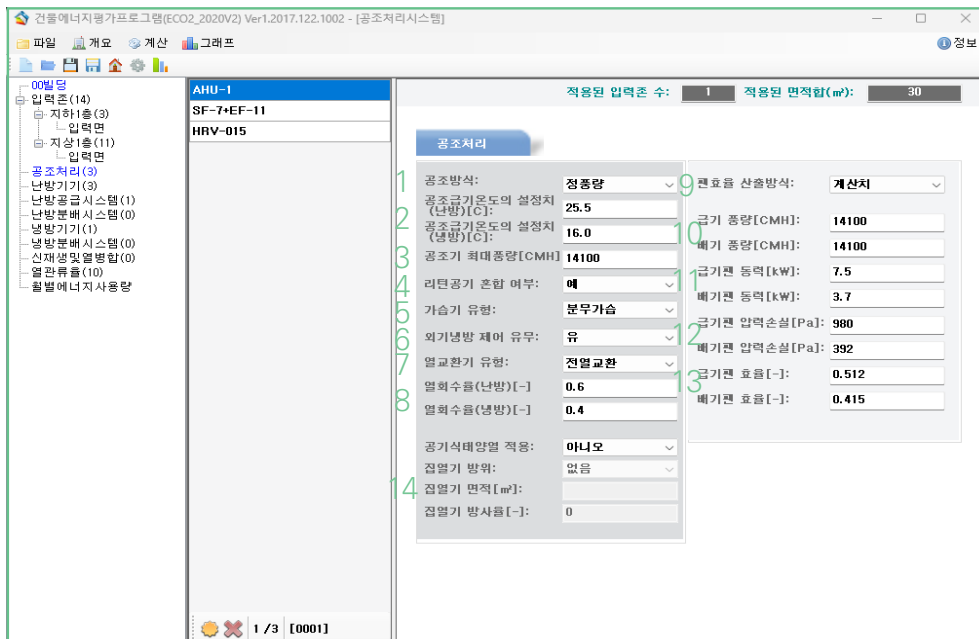 건물에너지평가프로그램(ECO2_2020V2) Ver1.2017.122.1002 - [공조처리시스템]
파일 개요 계산 그래프 정보
00빌딩
입력존(14)
지하1층(3)
입력면
지상1층(11)
입력면
공조처리(3)
난방기기(3)
난방공급시스템(1)
난방분배시스템(0)
냉방기기(1)
냉방분배시스템(0)
신재생및열병합(0)
열관류율(10)
월별에너지사용량
AHU-1
SF-7+EF-11
HRV-015
1 /3 [0001]
적용된 입력존 수: 1 적용된 면적합(㎡): 30
공조처리
1 공조방식: 정풍량
2 공조급기온도의 설정치(난방)[C]: 25.5
공조급기온도의 설정치(냉방)[C]: 16.0
3 공조기 최대풍량[CMH] 14100
4 리턴공기 혼합 여부: 예
5 가습기 유형: 분무가습
6 외기냉방 제어 유무: 유
7 열교환기 유형: 전열교환
8 열회수율(난방)[-] 0.6
열회수율(냉방)[-] 0.4
공기식태양열 적용: 아니오
집열기 방위: 없음
14 집열기 면적[㎡]:
집열기 방사율[-]: 0
9 팬효율 산출방식: 계산치
10 급기 풍량[CMH]: 14100
배기 풍량[CMH]: 14100
11 급기팬 동력[kW]: 7.5
배기팬 동력[kW]: 3.7
12 급기팬 압력손실[Pa]: 980
배기팬 압력손실[Pa]: 392
13 급기팬 효율[-]: 0.512
배기팬 효율[-]: 0.415